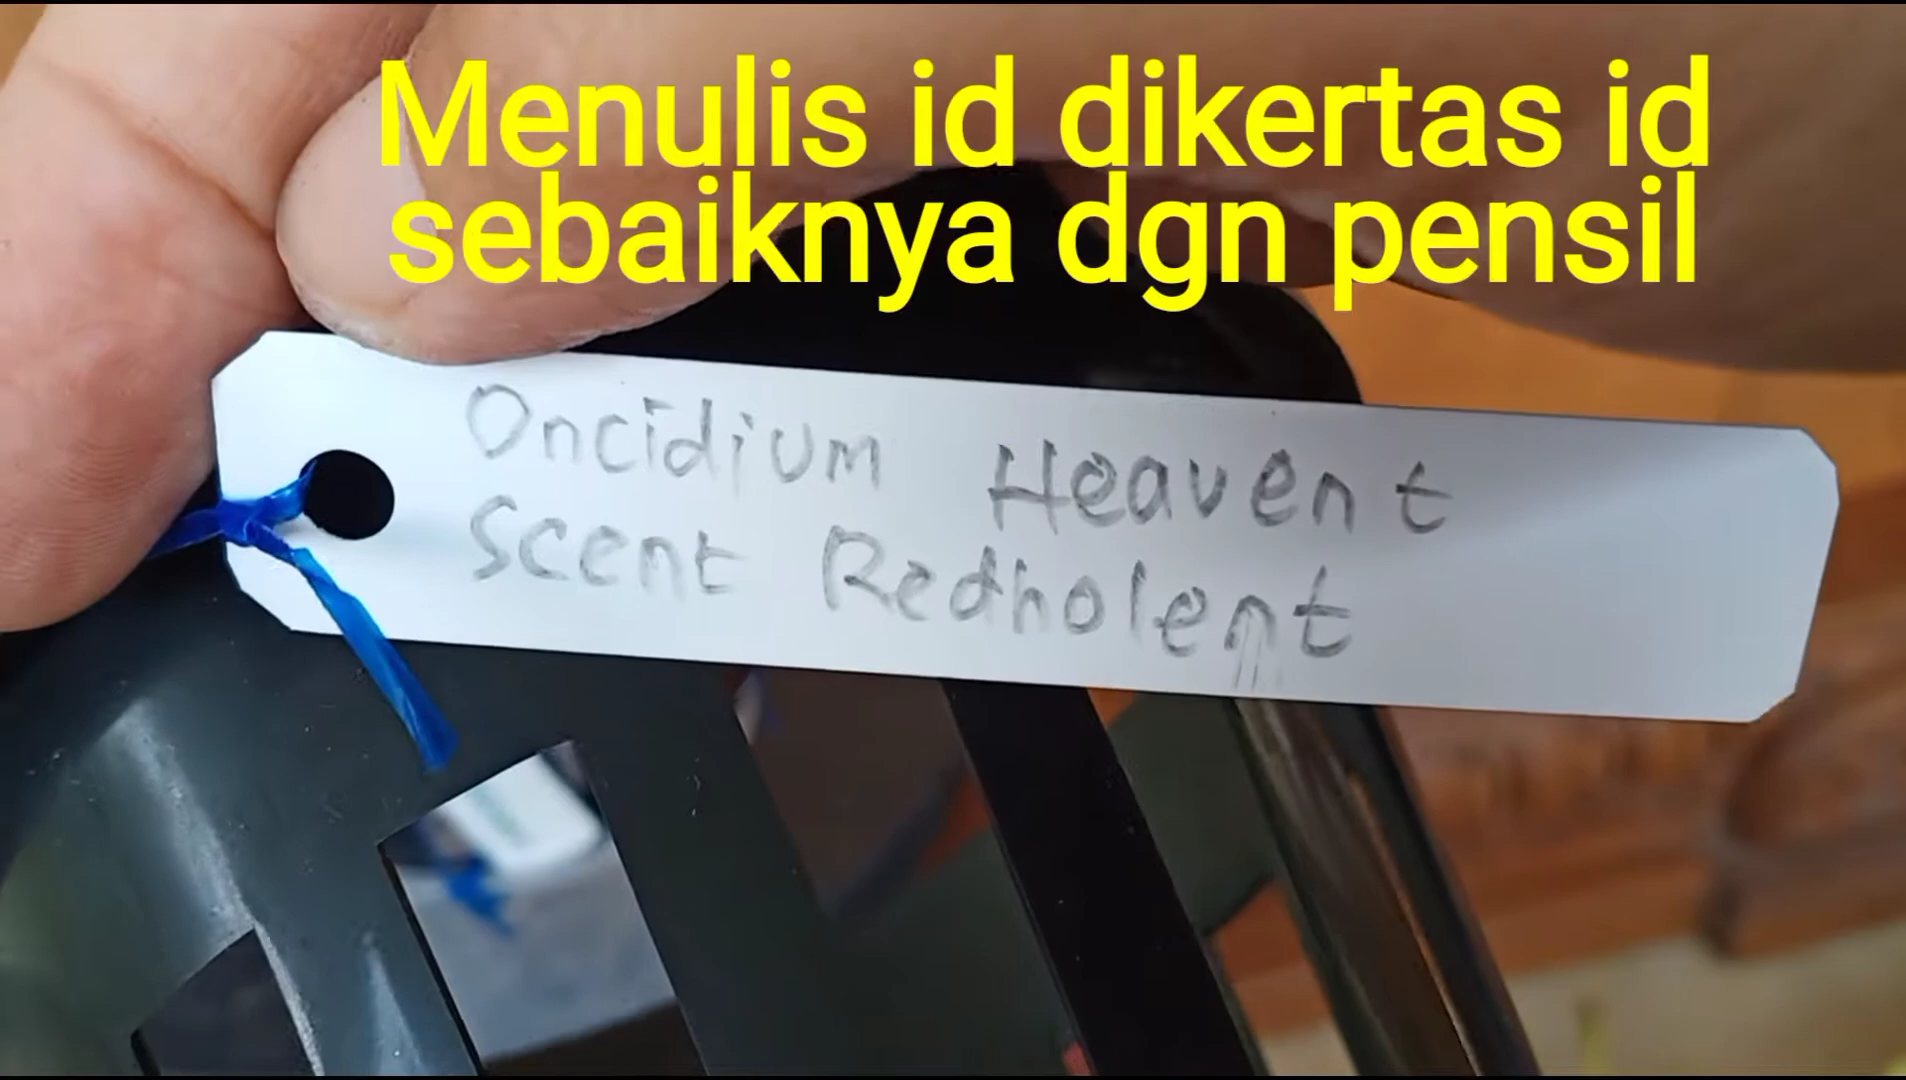 Menulis id dikertas id
sebaiknya dgn pensil
Oncidium Heavent
Scent Redholent